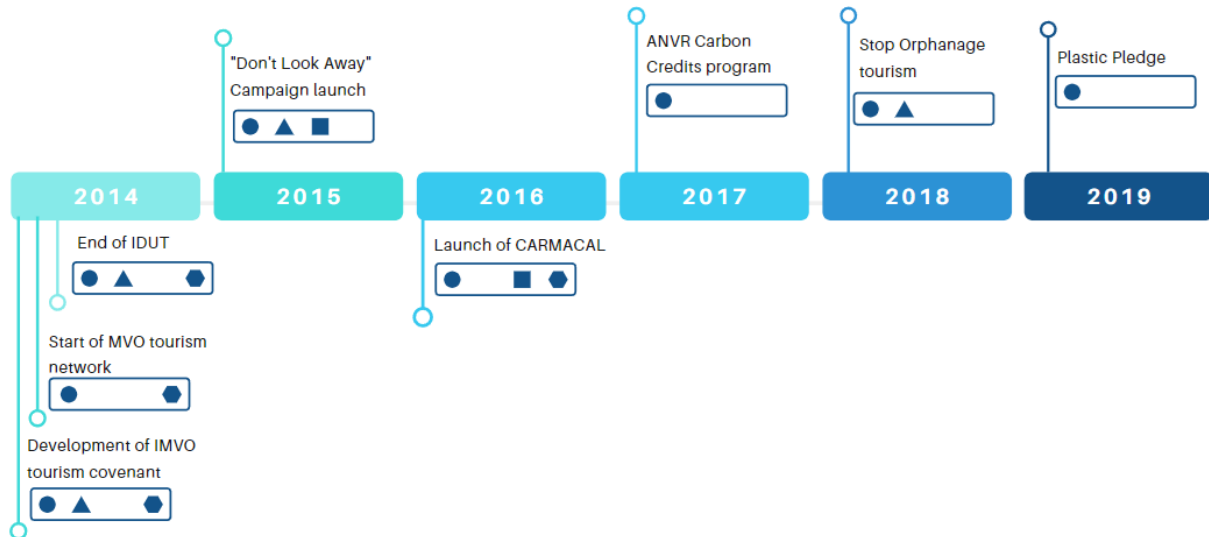 "Don't Look Away"
Campaign launch
ANVR Carbon
Credits program
Stop Orphanage
tourism
Plastic Pledge
2014
2015
2016
2017
2018
2019
End of IDUT
Launch of CARMACAL
Start of MVO tourism
network
Development of IMVO
tourism covenant